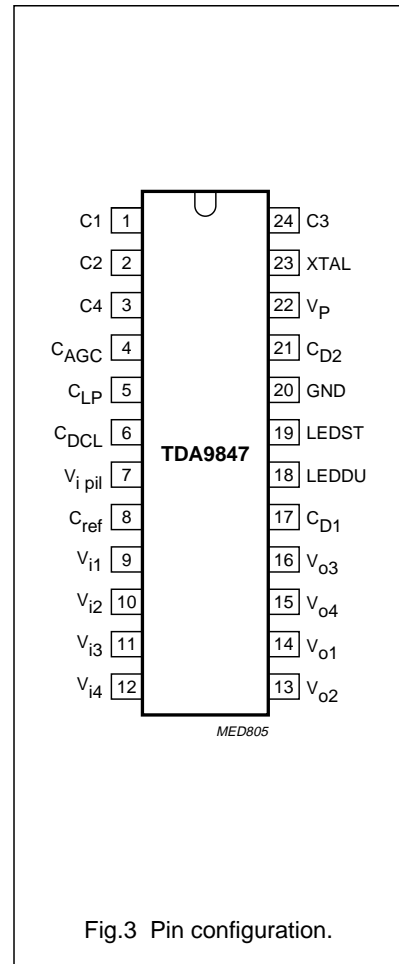 C1 1 24 C3
C2 2 23 XTAL
C4 3 22 VP
CAGC 4 21 CD2
CLP 5 20 GND
CDCL 6 19 LEDST
TDA9847
Vi pil 7 18 LEDDU
Cref 8 17 CD1
Vi1 9 16 Vo3
Vi2 10 15 Vo4
Vi3 11 14 Vo1
Vi4 12 13 Vo2
MED805
Fig.3 Pin configuration.